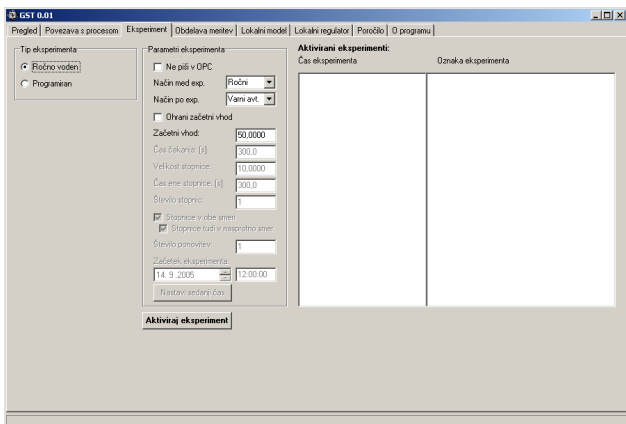 GST 0.01
Pregled Povezava s procesom Eksperiment Obdelava meritev Lokalni model Lokalni regulator Poročilo O programu
Tip eksperimenta
Ročno voden
Programiran
Parametri eksperimenta
Ne piši v OPC
Način med exp. Ročni
Način po exp. Varni avt.
Ohrani začetni vhod
Začetni vhod: 50,0000
Čas čakanja: [s] 300,0
Velikost stopnice: 10,0000
Čas ene stopnice: [s] 300,0
Število stopnic: 1
Stopnice v obe smeri
Stopnice tudi v nasprotno smer
Število ponovitev: 1
Začetek eksperimenta:
14. 9 .2005 12:00:00
Nastavi sedanji čas
Aktiviraj eksperiment
Aktivirani eksperimenti:
Čas eksperimenta Oznaka eksperimenta